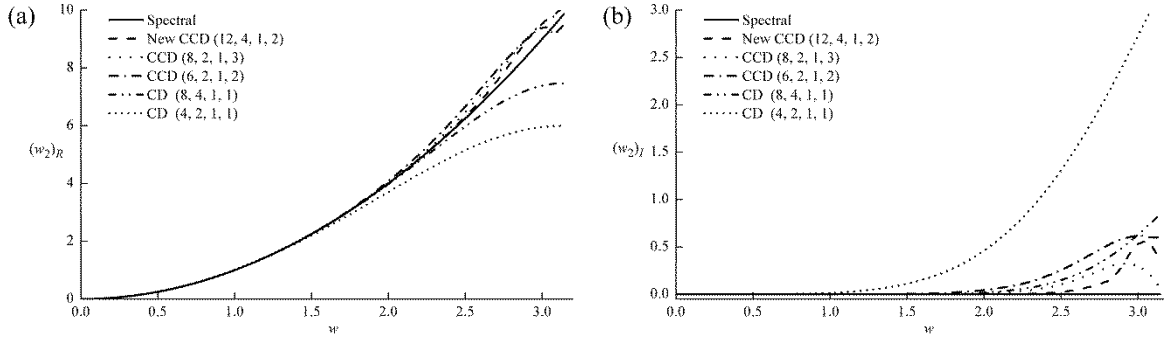 (a)
10
8
6
4
2
0
(w₂)R
Spectral
New CCD (12, 4, 1, 2)
CCD (8, 2, 1, 3)
CCD (6, 2, 1, 2)
CD (8, 4, 1, 1)
CD (4, 2, 1, 1)
0.0 0.5 1.0 1.5 2.0 2.5 3.0
w
(b)
3.0
2.5
2.0
1.5
1.0
0.5
0.0
(w₂)I
Spectral
New CCD (12, 4, 1, 2)
CCD (8, 2, 1, 3)
CCD (6, 2, 1, 2)
CD (8, 4, 1, 1)
CD (4, 2, 1, 1)
0.0 0.5 1.0 1.5 2.0 2.5 3.0
w